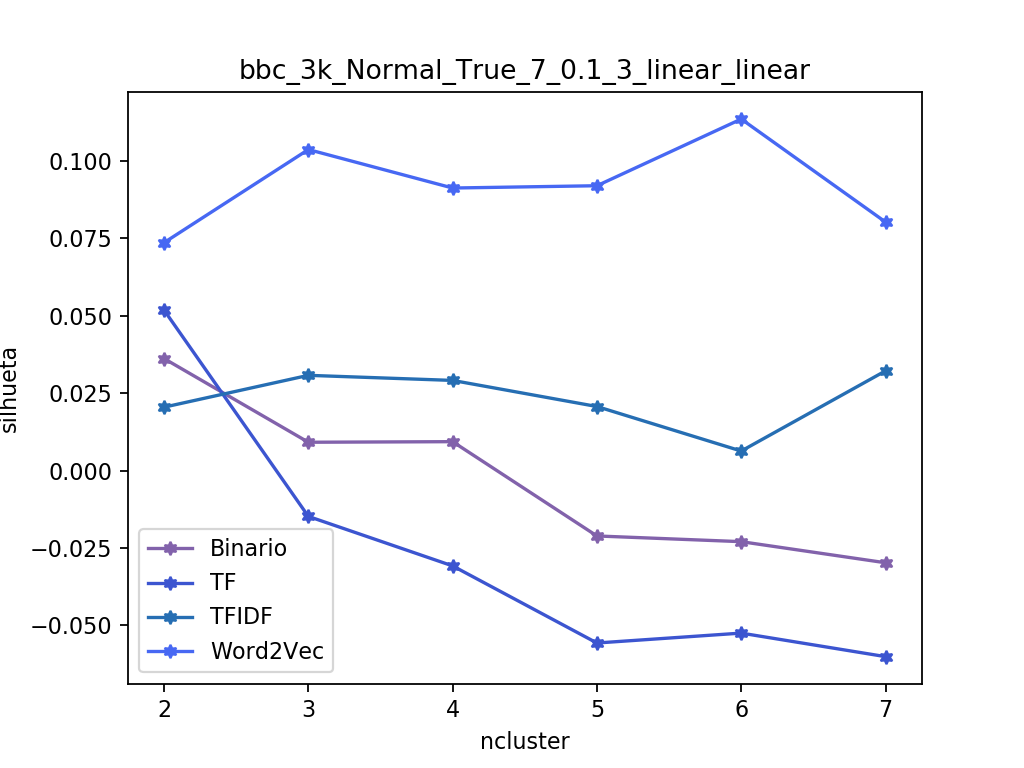 bbc_3k_Normal_True_7_0.1_3_linear_linear
0.100
0.075
0.050
0.025
0.000
−0.025
−0.050
silhueta
Binario
TF
TFIDF
Word2Vec
2 3 4 5 6 7
ncluster